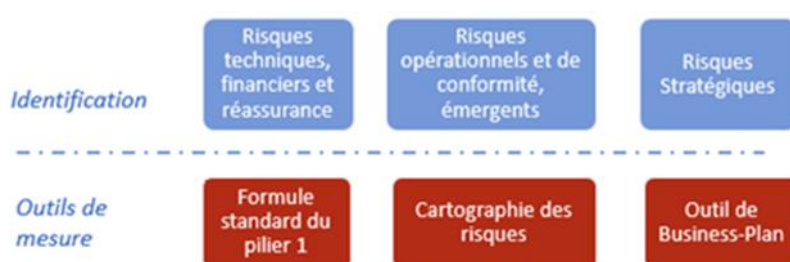 Identification
Risques
techniques,
financiers et
réassurance
Risques
opérationnels et de
conformité,
émergents
Risques
Stratégiques
Outils de
mesure
Formule
standard du
pilier 1
Cartographie des
risques
Outil de
Business-Plan